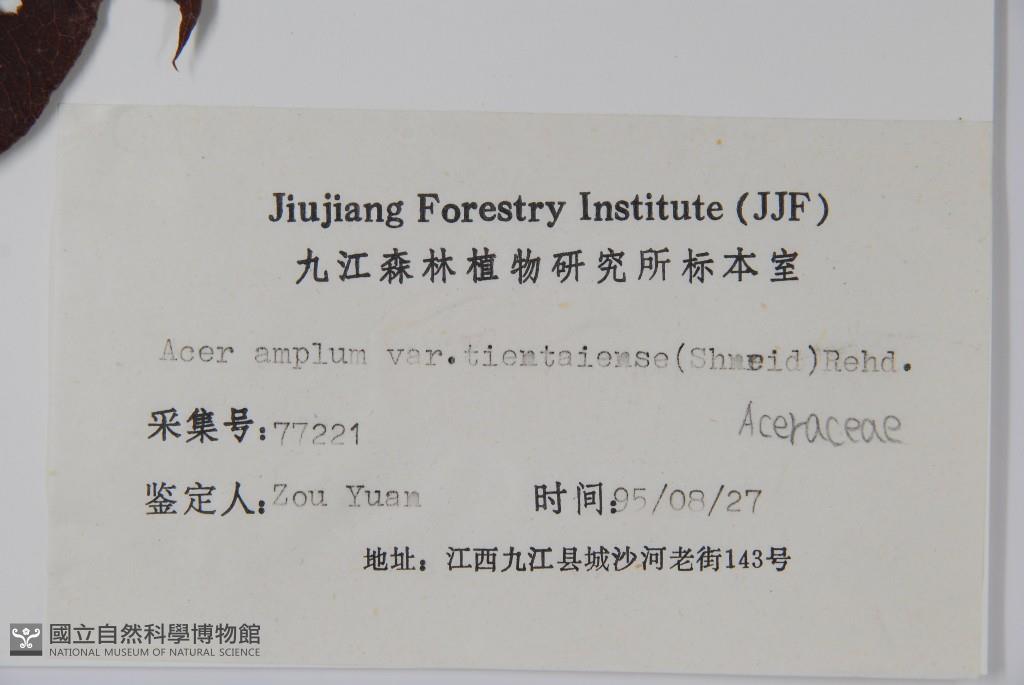 Jiujiang Forestry Institute (JJF)
九江森林植物研究所标本室
Acer amplum var.tientaiense(Shmeid)Rehd.
采集号:77221
Aceraceae
鉴定人:Zou Yuan 时间:95/08/27
地址：江西九江县城沙河老街143号
國立自然科學博物館
NATIONAL MUSEUM OF NATURAL SCIENCE